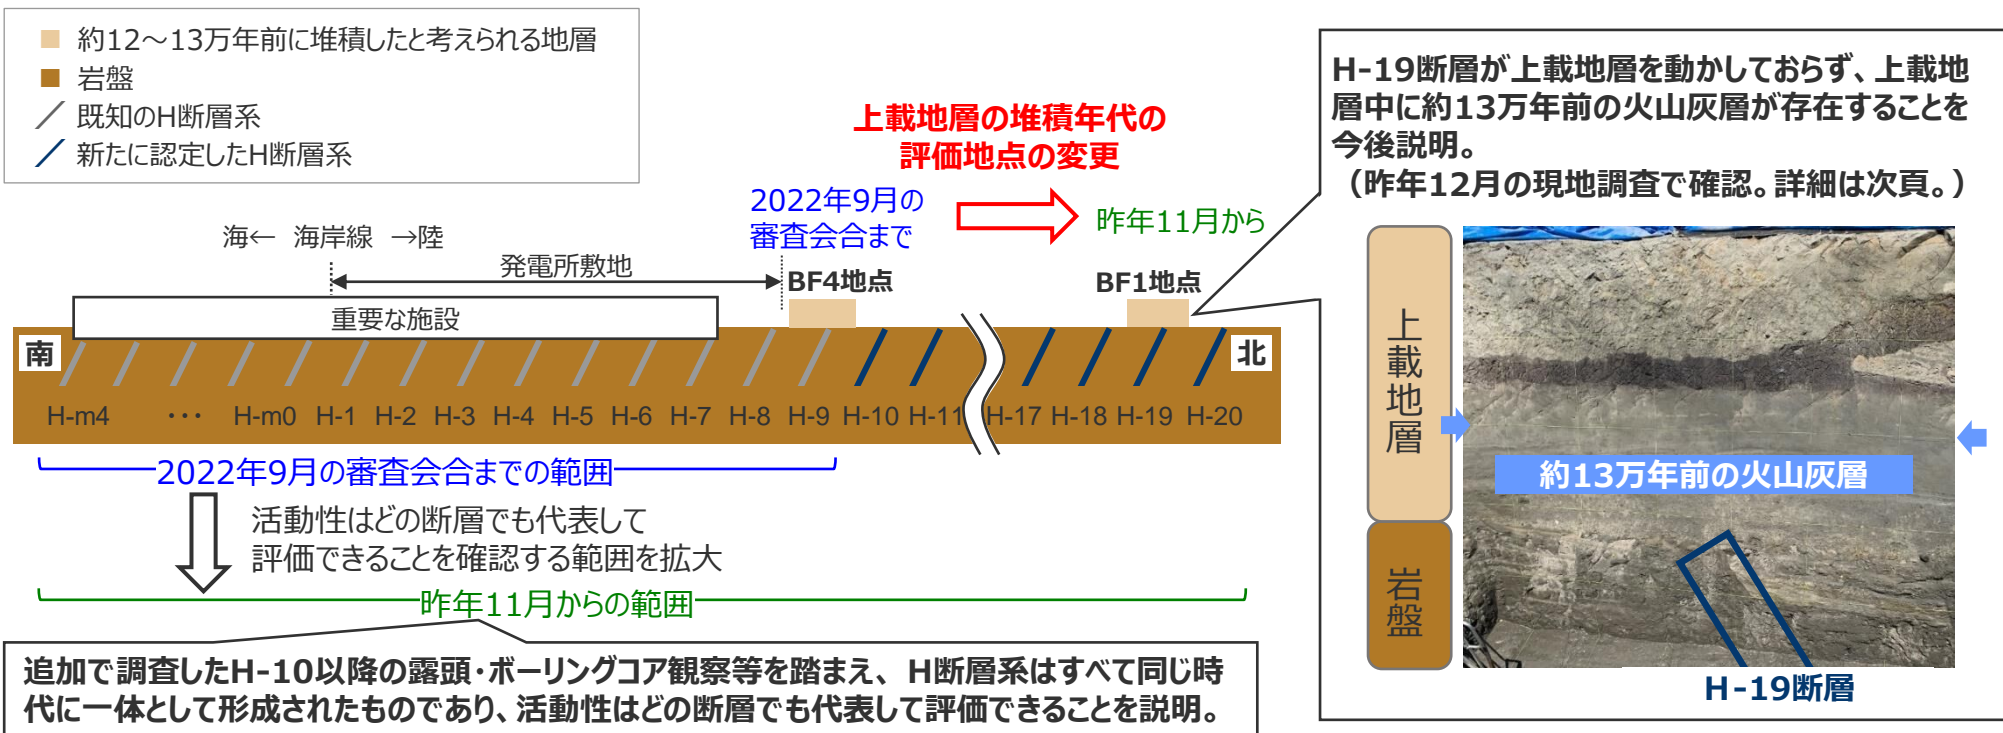 約12～13万年前に堆積したと考えられる地層
岩盤
既知のH断層系
新たに認定したH断層系
上載地層の堆積年代の
評価地点の変更
2022年9月の
審査会合まで
昨年11月から
海← 海岸線 →陸
発電所敷地
BF4地点
BF1地点
重要な施設
南
北
H-m4 ･･･ H-m0 H-1 H-2 H-3 H-4 H-5 H-6 H-7 H-8 H-9 H-10 H-11 H-17 H-18 H-19 H-20
2022年9月の審査会合までの範囲
活動性はどの断層でも代表して
評価できることを確認する範囲を拡大
昨年11月からの範囲
追加で調査したH-10以降の露頭･ボーリングコア観察等を踏まえ、H断層系はすべて同じ時
代に一体として形成されたものであり、活動性はどの断層でも代表して評価できることを説明。
H-19断層が上載地層を動かしておらず、上載地
層中に約13万年前の火山灰層が存在することを
今後説明。
（昨年12月の現地調査で確認。詳細は次頁。）
上載地層
約13万年前の火山灰層
岩盤
H-19断層